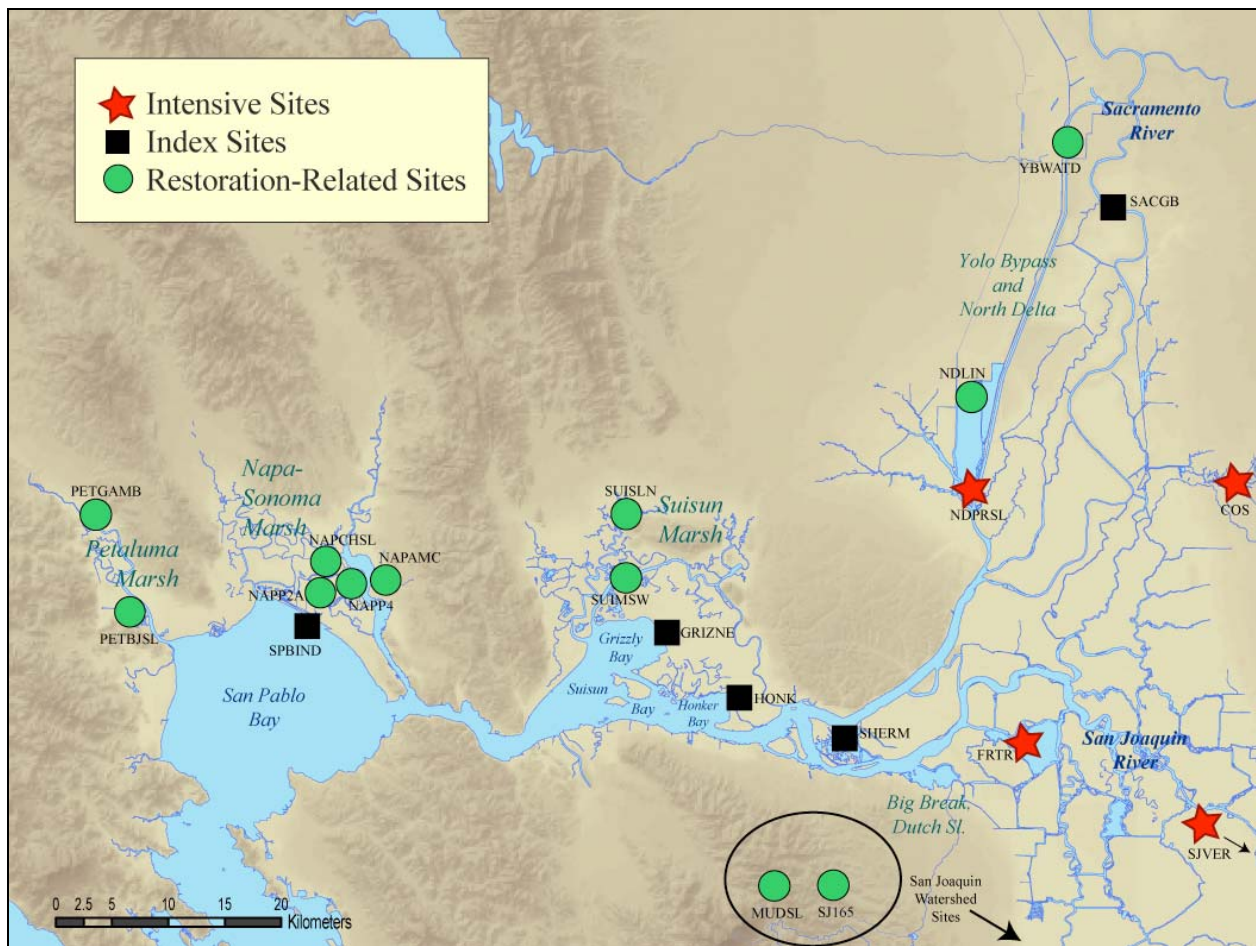 Intensive Sites
Index Sites
Restoration-Related Sites
Sacramento
River
YBWATD
SACGB
Yolo Bypass
and
North Delta
NDLIN
NDPRSL
COS
PETGAMB
Petaluma
Marsh
PETBJSL
Napa-
Sonoma
Marsh
NAPCHSL
NAPAMC
NAPP2A
NAPP4
SPBIND
San Pablo
Bay
SUISLN
Suisun
Marsh
SUIMSW
GRIZNE
Grizzly
Bay
Suisun
Bay
Honker
Bay
HONK
SHERM
FRTR
San Joaquin
River
Big Break,
Dutch Sl.
SJVER
MUDSL
SJ165
San Joaquin
Watershed
Sites
0 2.5 5 10 15 20
Kilometers